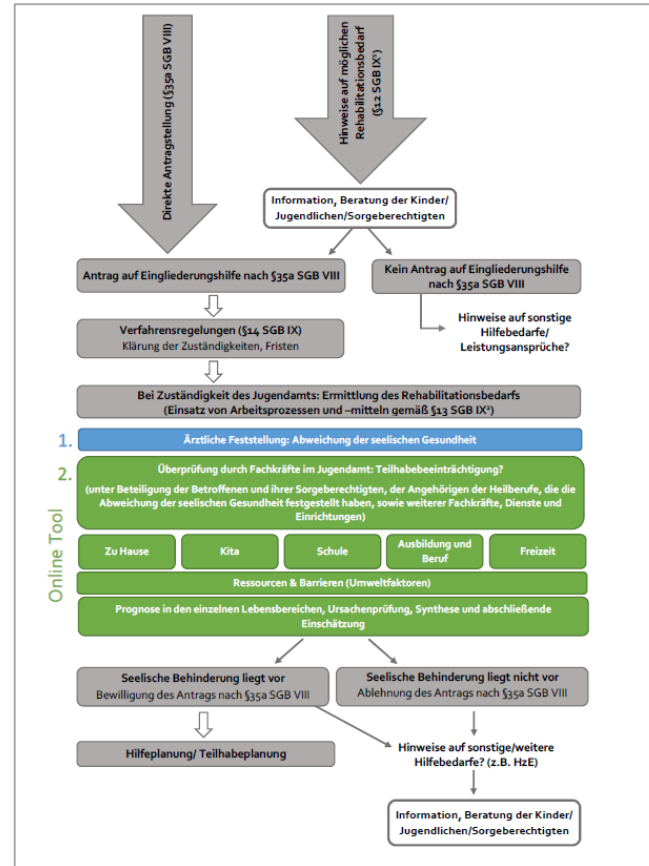 Direkte Antragstellung (§35a SGB VIII)
Hinweise auf möglichen
Rehabilitationsbedarf
(§12 SGB IX¹)
Information, Beratung der Kinder/
Jugendlichen/Sorgeberechtigten
Antrag auf Eingliederungshilfe nach §35a SGB VIII
Kein Antrag auf Eingliederungshilfe
nach §35a SGB VIII
Verfahrensregelungen (§14 SGB IX)
Klärung der Zuständigkeiten, Fristen
Hinweise auf sonstige
Hilfebedarfe/
Leistungsansprüche?
Bei Zuständigkeit des Jugendamts: Ermittlung des Rehabilitationsbedarfs
(Einsatz von Arbeitsprozessen und –mitteln gemäß §13 SGB IX²)
1.
Ärztliche Feststellung: Abweichung der seelischen Gesundheit
Online Tool
2.
Überprüfung durch Fachkräfte im Jugendamt: Teilhabebeeinträchtigung?
(unter Beteiligung der Betroffenen und ihrer Sorgeberechtigten, der Angehörigen der Heilberufe, die die
Abweichung der seelischen Gesundheit festgestellt haben, sowie weiterer Fachkräfte, Dienste und
Einrichtungen)
Zu Hause
Kita
Schule
Ausbildung und
Beruf
Freizeit
Ressourcen & Barrieren (Umweltfaktoren)
Prognose in den einzelnen Lebensbereichen, Ursachenprüfung, Synthese und abschließende
Einschätzung
Seelische Behinderung liegt vor
Bewilligung des Antrags nach §35a SGB VIII
Seelische Behinderung liegt nicht vor
Ablehnung des Antrags nach §35a SGB VIII
Hilfeplanung/ Teilhabeplanung
Hinweise auf sonstige/weitere
Hilfebedarfe? (z.B. HzE)
Information, Beratung der Kinder/
Jugendlichen/Sorgeberechtigten